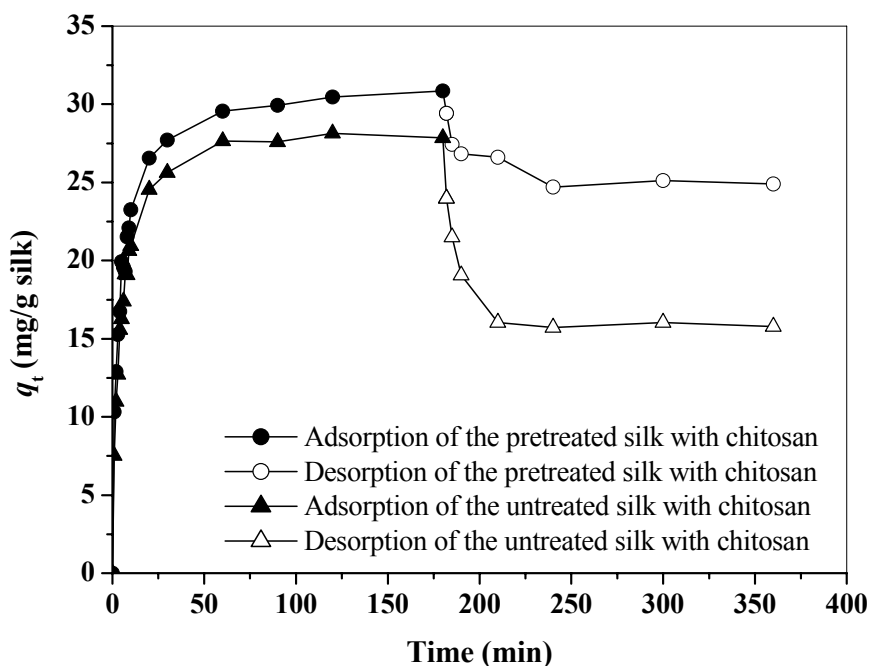 35
30
25
20
15
10
5
0
q_t (mg/g silk)
Adsorption of the pretreated silk with chitosan
Desorption of the pretreated silk with chitosan
Adsorption of the untreated silk with chitosan
Desorption of the untreated silk with chitosan
0 50 100 150 200 250 300 350 400
Time (min)